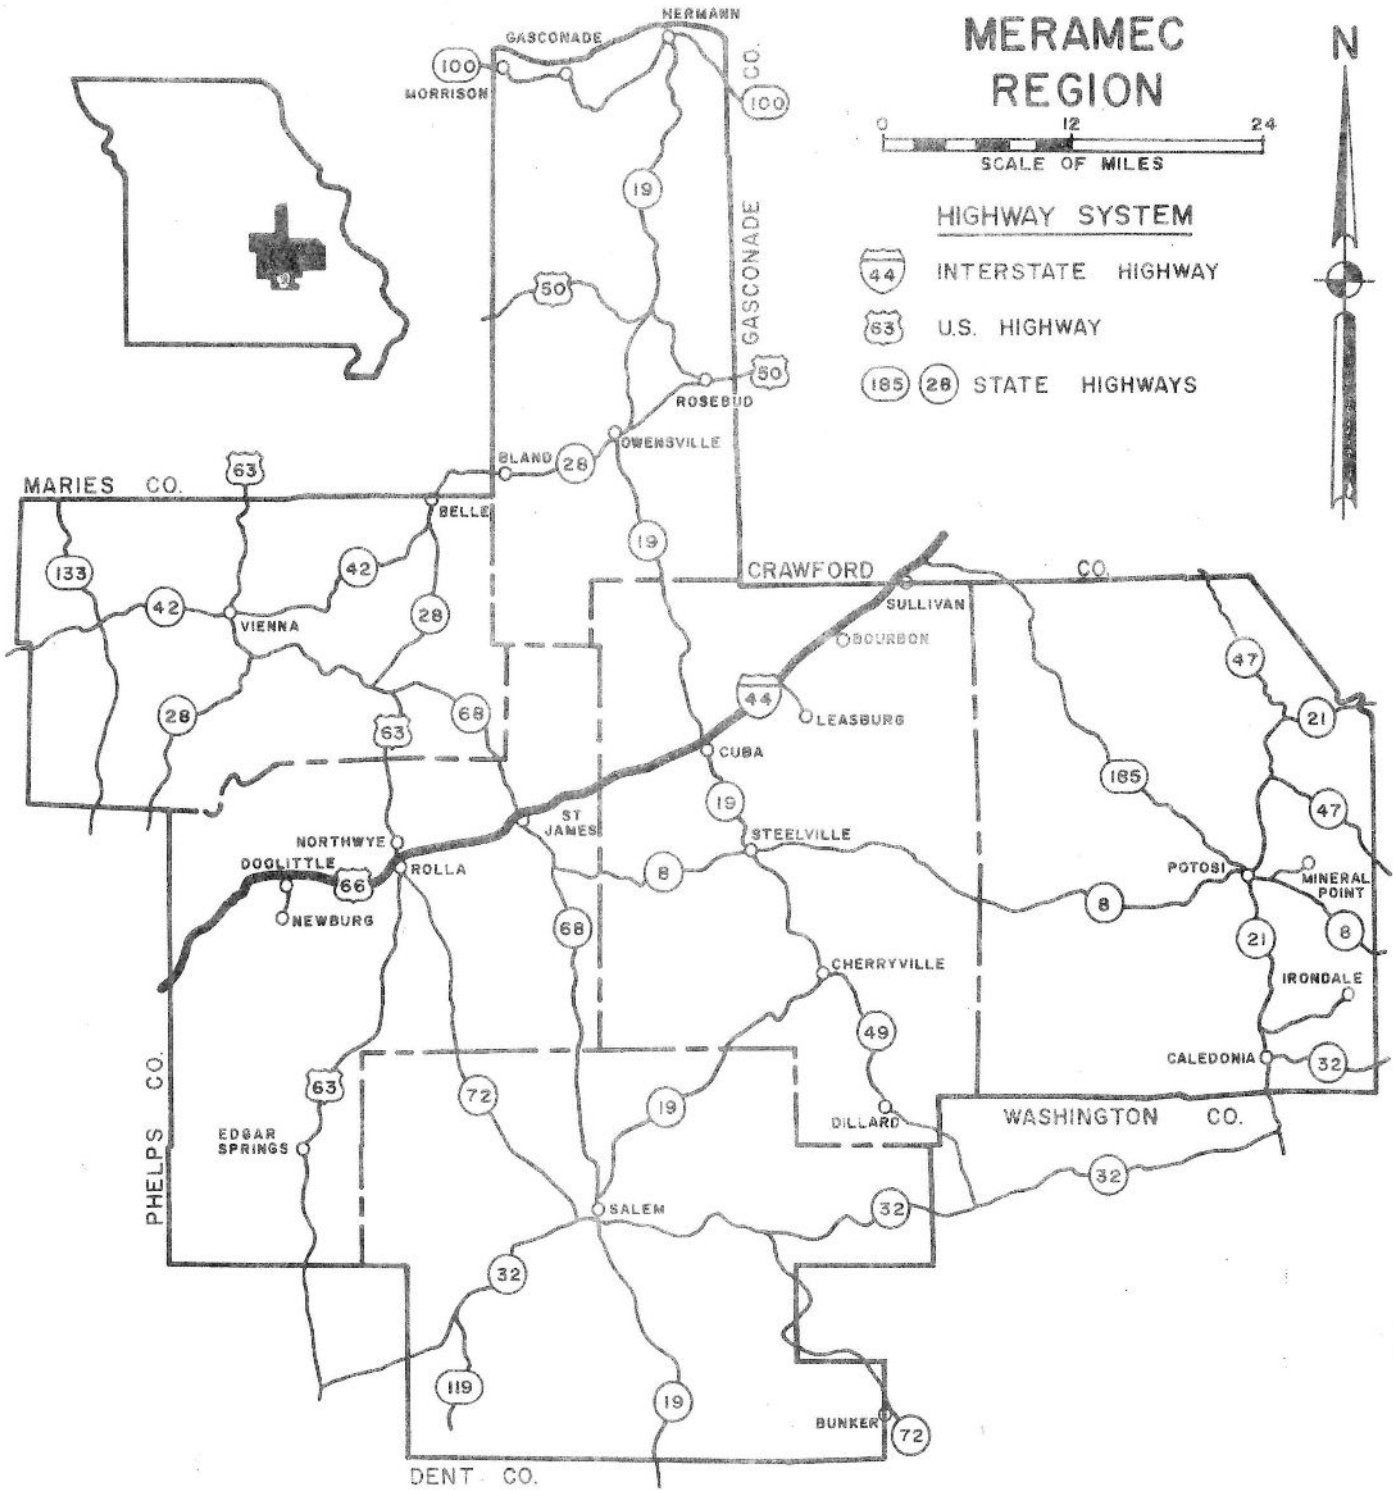 HERMANN
GASCONADE
100
MORRISON
100
CO.
GASCONADE
MERAMEC
REGION
N
0 12 24
SCALE OF MILES
HIGHWAY SYSTEM
44 INTERSTATE HIGHWAY
63 U.S. HIGHWAY
185 28 STATE HIGHWAYS
19
50
50
ROSEBUD
OWENSVILLE
BLAND
28
63
MARIES CO.
BELLE
19
133
42
42
28
VIENNA
CRAWFORD CO.
SULLIVAN
BOURBON
47
28
63
68
44
LEASBURG
21
CUBA
185
19
47
ST
JAMES
NORTHWYE
STEELVILLE
DOOLITTLE
66
ROLLA
8
POTOSI
MINERAL
POINT
NEWBURG
8
68
21
8
CHERRYVILLE
IRONDALE
49
CALEDONIA
32
PHELPS CO.
63
72
19
DILLARD
WASHINGTON CO.
EDGAR
SPRINGS
32
SALEM
32
32
119
19
BUNKER
72
DENT CO.